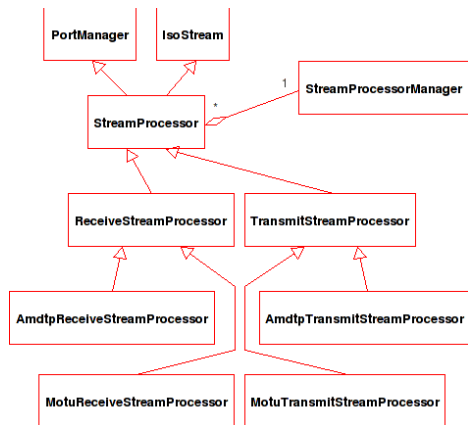 PortManager
IsoStream
StreamProcessorManager
1
*
StreamProcessor
ReceiveStreamProcessor
TransmitStreamProcessor
AmdtpReceiveStreamProcessor
AmdtpTransmitStreamProcessor
MotuReceiveStreamProcessor
MotuTransmitStreamProcessor